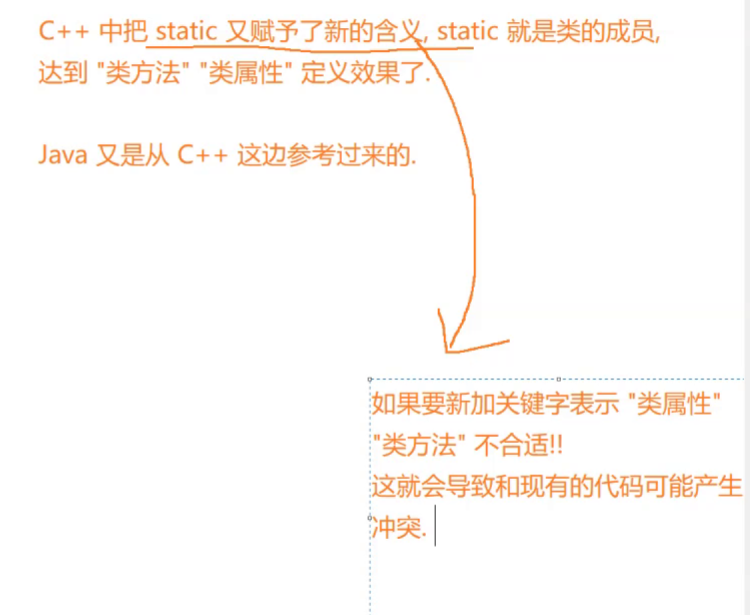 C++ 中把 static 又赋予了新的含义, static 就是类的成员,
达到 "类方法" "类属性" 定义效果了.
Java 又是从 C++ 这边参考过来的.
如果要新加关键字表示 "类属性"
"类方法" 不合适!!
这就会导致和现有的代码可能产生
冲突.